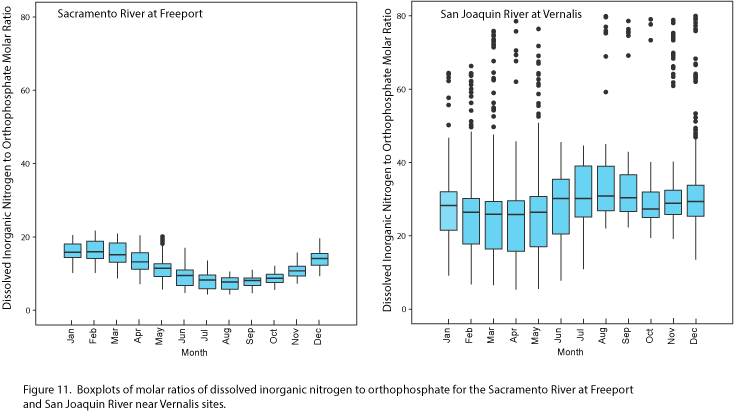 Sacramento River at Freeport
Dissolved Inorganic Nitrogen to Orthophosphate Molar Ratio
80
60
40
20
0
Jan
Feb
Mar
Apr
May
Jun
Jul
Aug
Sep
Oct
Nov
Dec
Month
San Joaquin River at Vernalis
Dissolved Inorganic Nitrogen to Orthophosphate Molar Ratio
80
60
40
20
0
Jan
Feb
Mar
Apr
May
Jun
Jul
Aug
Sep
Oct
Nov
Dec
Month
Figure 11. Boxplots of molar ratios of dissolved inorganic nitrogen to orthophosphate for the Sacramento River at Freeport
and San Joaquin River near Vernalis sites.